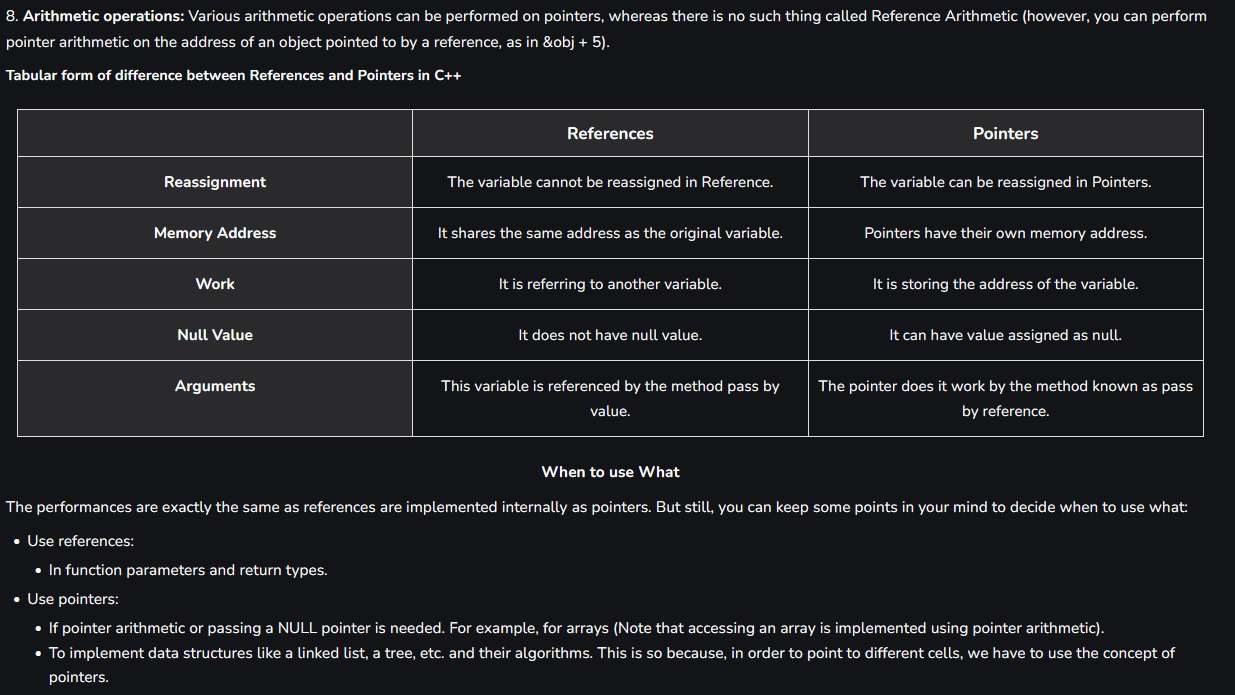 8. Arithmetic operations: Various arithmetic operations can be performed on pointers, whereas there is no such thing called Reference Arithmetic (however, you can perform
pointer arithmetic on the address of an object pointed to by a reference, as in &obj + 5).
Tabular form of difference between References and Pointers in C++
References Pointers
Reassignment The variable cannot be reassigned in Reference. The variable can be reassigned in Pointers.
Memory Address It shares the same address as the original variable. Pointers have their own memory address.
Work It is referring to another variable. It is storing the address of the variable.
Null Value It does not have null value. It can have value assigned as null.
Arguments This variable is referenced by the method pass by The pointer does it work by the method known as pass
value. by reference.
When to use What
The performances are exactly the same as references are implemented internally as pointers. But still, you can keep some points in your mind to decide when to use what:
• Use references:
• In function parameters and return types.
• Use pointers:
• If pointer arithmetic or passing a NULL pointer is needed. For example, for arrays (Note that accessing an array is implemented using pointer arithmetic).
• To implement data structures like a linked list, a tree, etc. and their algorithms. This is so because, in order to point to different cells, we have to use the concept of
pointers.